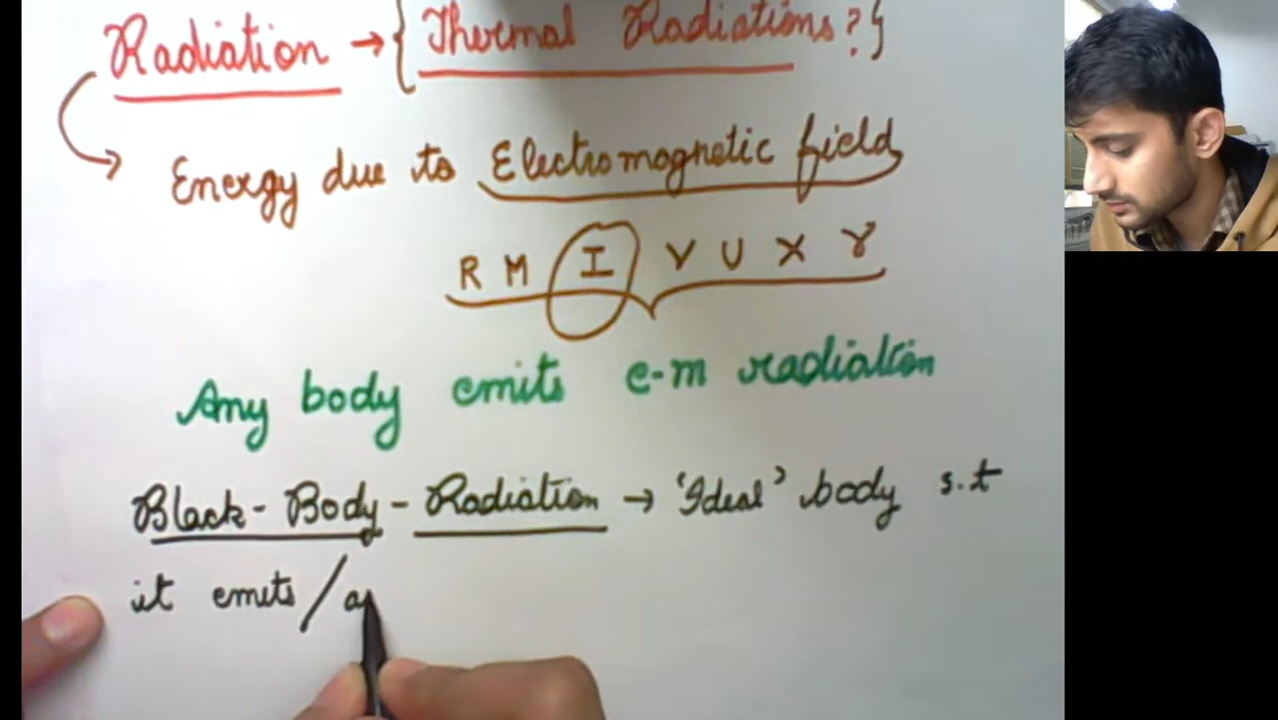 Radiation → {Thermal Radiations?}
Energy due to Electromagnetic field
R M I V U X γ
Any body emits e-m radiation
Black-Body-Radiation → 'Ideal' body s.t
it emits/a